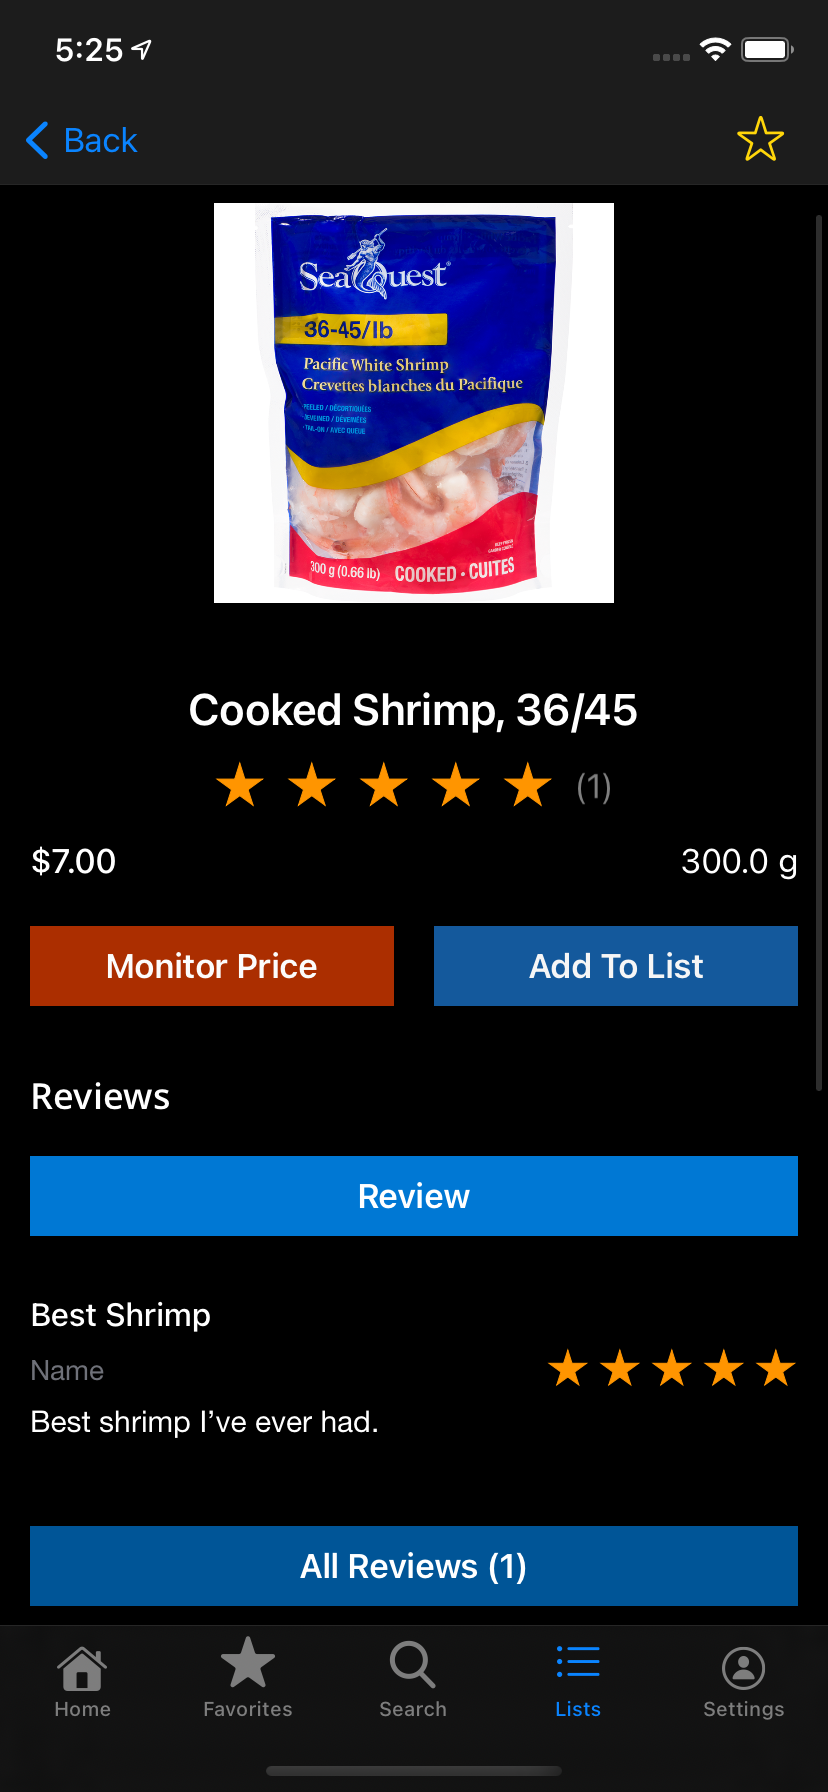 5:25
Back
SeaQuest
36-45/lb
Pacific White Shrimp
Crevettes blanches du Pacifique
PEELED / DÉCORTIQUÉES
DEVEINED / DÉVEINÉES
TAIL-ON / AVEC QUEUE
300 g (0.66 lb) COOKED • CUITES
Cooked Shrimp, 36/45
(1)
$7.00 300.0 g
Monitor Price Add To List
Reviews
Review
Best Shrimp
Name
Best shrimp I’ve ever had.
All Reviews (1)
Home Favorites Search Lists Settings